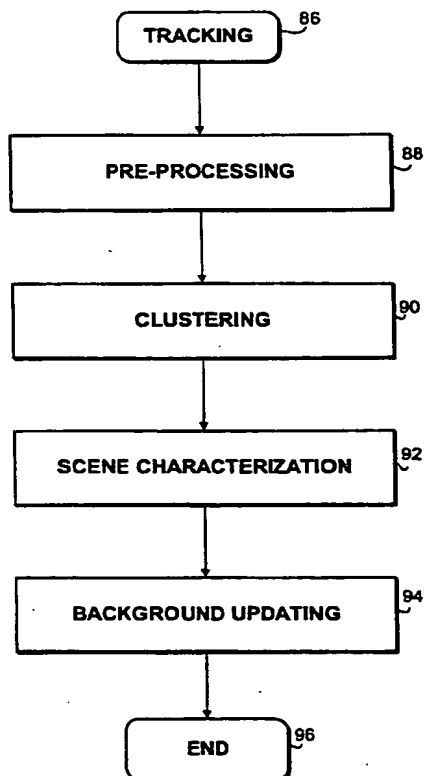 TRACKING
86
PRE-PROCESSING
88
CLUSTERING
90
SCENE CHARACTERIZATION
92
BACKGROUND UPDATING
94
END
96